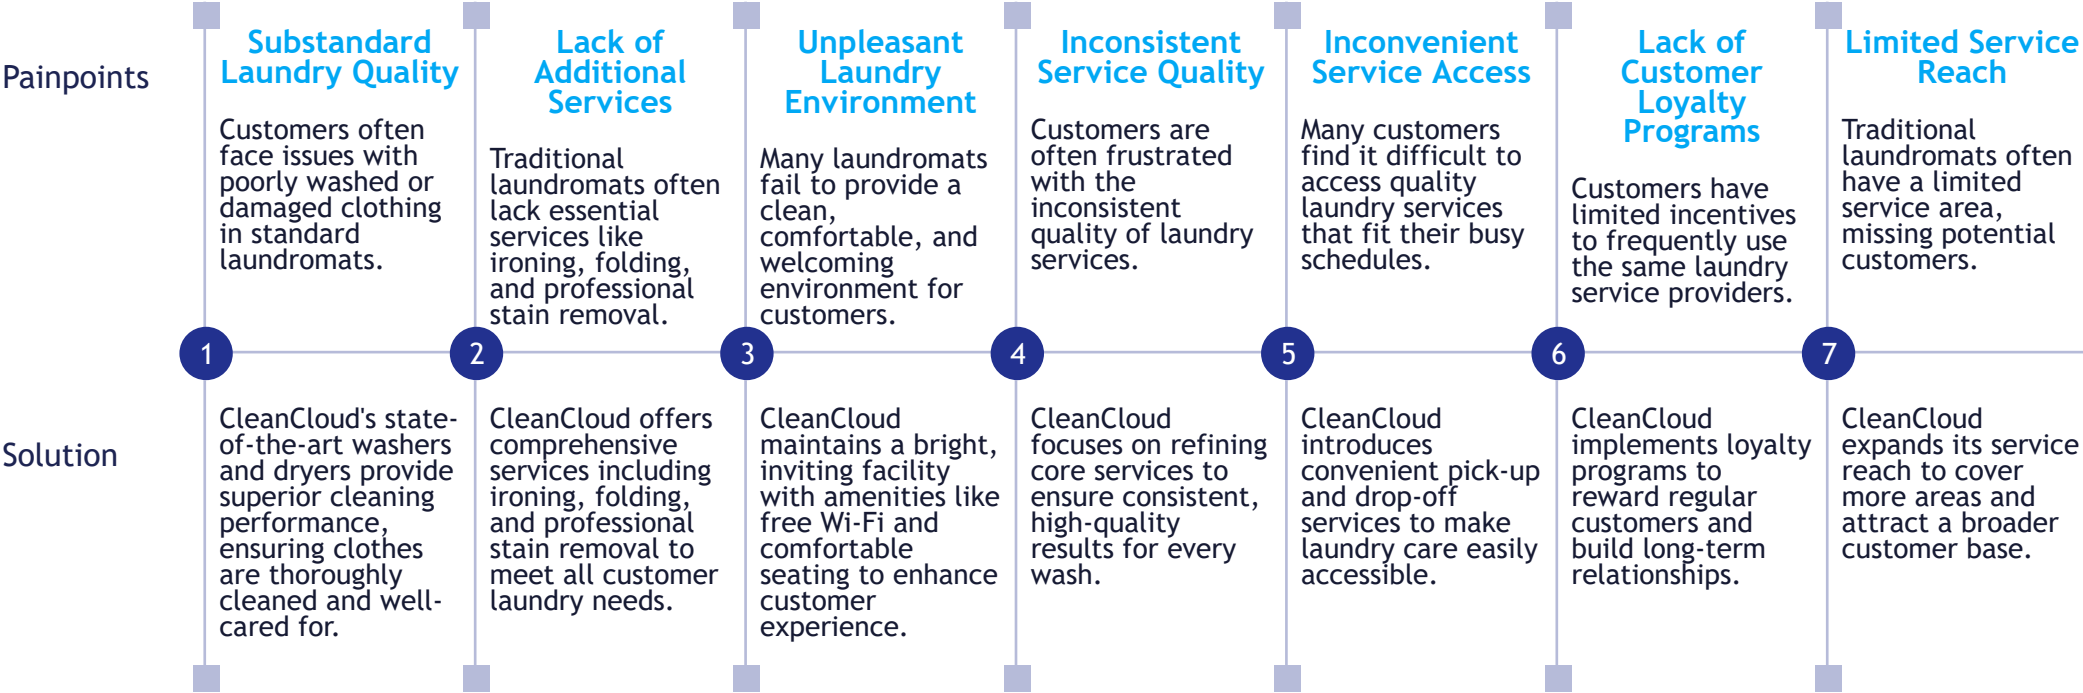 Painpoints
Substandard
Laundry Quality
Customers often
face issues with
poorly washed or
damaged clothing
in standard
laundromats.
Lack of
Additional
Services
Traditional
laundromats often
lack essential
services like
ironing, folding,
and professional
stain removal.
Unpleasant
Laundry
Environment
Many laundromats
fail to provide a
clean,
comfortable, and
welcoming
environment for
customers.
Inconsistent
Service Quality
Customers are
often frustrated
with the
inconsistent
quality of laundry
services.
Inconvenient
Service Access
Many customers
find it difficult to
access quality
laundry services
that fit their busy
schedules.
Lack of
Customer
Loyalty
Programs
Customers have
limited incentives
to frequently use
the same laundry
service providers.
Limited Service
Reach
Traditional
laundromats often
have a limited
service area,
missing potential
customers.
1
2
3
4
5
6
7
Solution
CleanCloud's state-
of-the-art washers
and dryers provide
superior cleaning
performance,
ensuring clothes
are thoroughly
cleaned and well-
cared for.
CleanCloud offers
comprehensive
services including
ironing, folding,
and professional
stain removal to
meet all customer
laundry needs.
CleanCloud
maintains a bright,
inviting facility
with amenities like
free Wi-Fi and
comfortable
seating to enhance
customer
experience.
CleanCloud
focuses on refining
core services to
ensure consistent,
high-quality
results for every
wash.
CleanCloud
introduces
convenient pick-up
and drop-off
services to make
laundry care easily
accessible.
CleanCloud
implements loyalty
programs to
reward regular
customers and
build long-term
relationships.
CleanCloud
expands its service
reach to cover
more areas and
attract a broader
customer base.